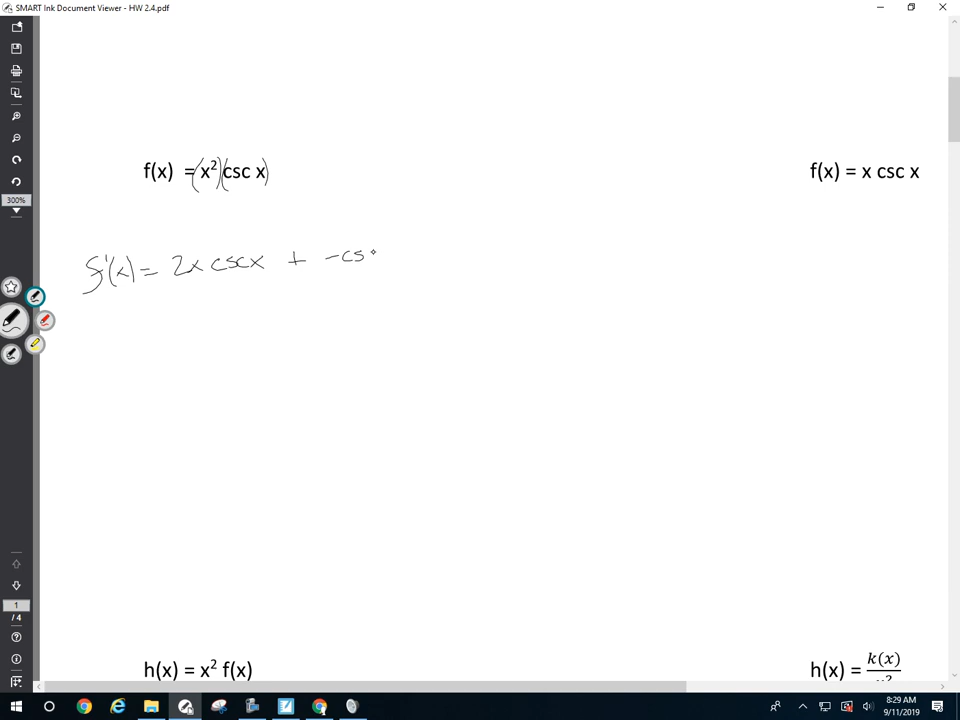 SMART Ink Document Viewer - HW 2.4.pdf
f(x) = (x²)(csc x)
f(x) = x csc x
300%
f'(x) = 2x cscx + -cs
1
/ 4
h(x) = x² f(x)
h(x) = k(x)
8:29 AM
9/11/2019